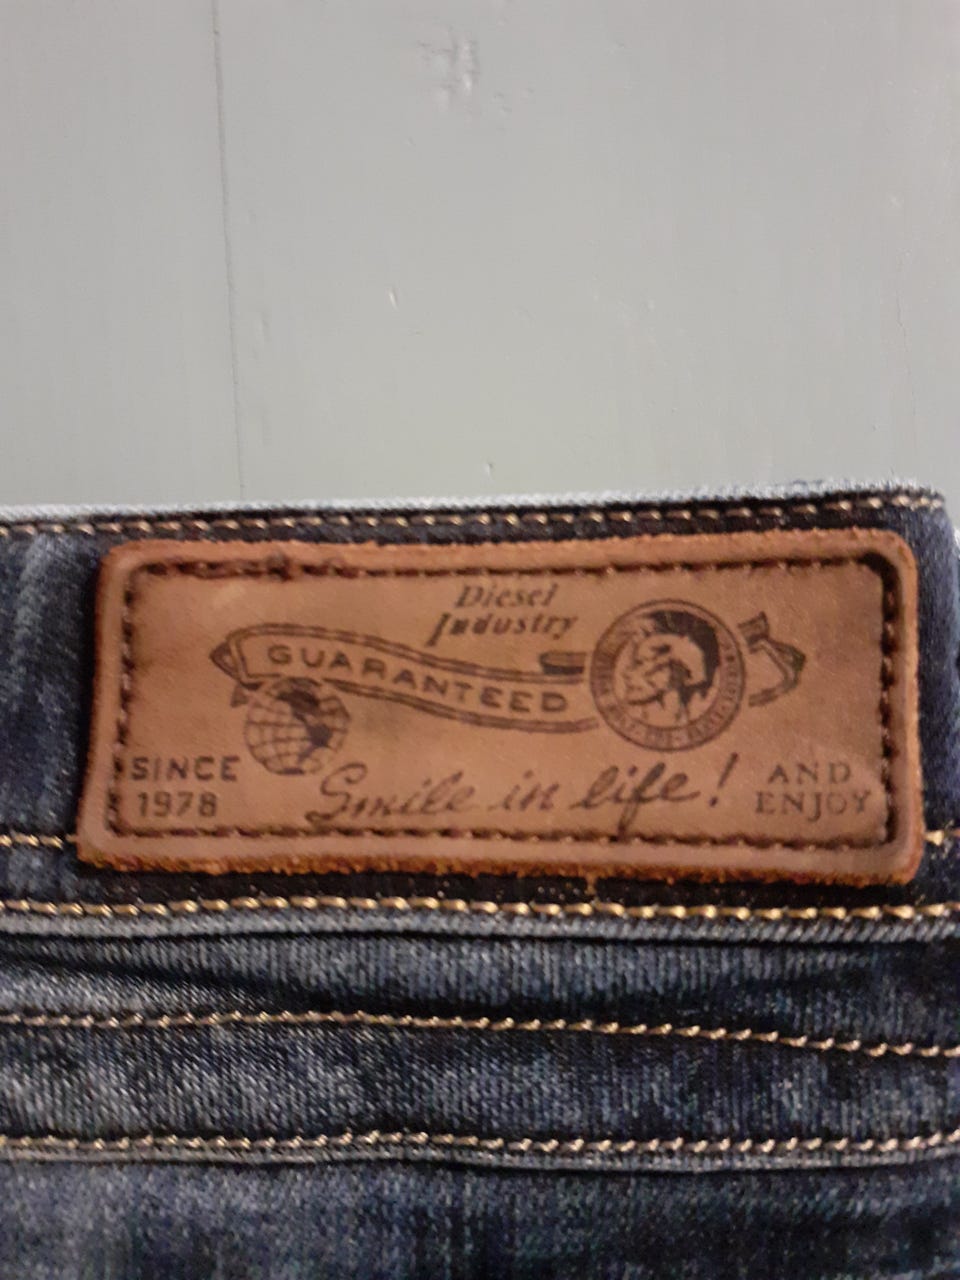 Diesel
Industry
GUARANTEED
SINCE
1978
Smile in life!
AND
ENJOY